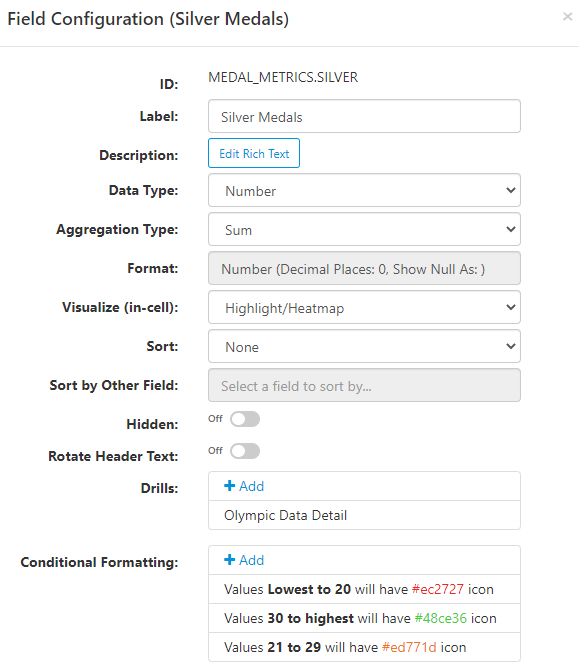 Field Configuration (Silver Medals) ×
ID: MEDAL_METRICS.SILVER
Label: Silver Medals
Description: Edit Rich Text
Data Type: Number
Aggregation Type: Sum
Format: Number (Decimal Places: 0, Show Null As: )
Visualize (in-cell): Highlight/Heatmap
Sort: None
Sort by Other Field: Select a field to sort by...
Hidden: Off
Rotate Header Text: Off
Drills: + Add
Olympic Data Detail
Conditional Formatting: + Add
Values Lowest to 20 will have #ec2727 icon
Values 30 to highest will have #48ce36 icon
Values 21 to 29 will have #ed771d icon